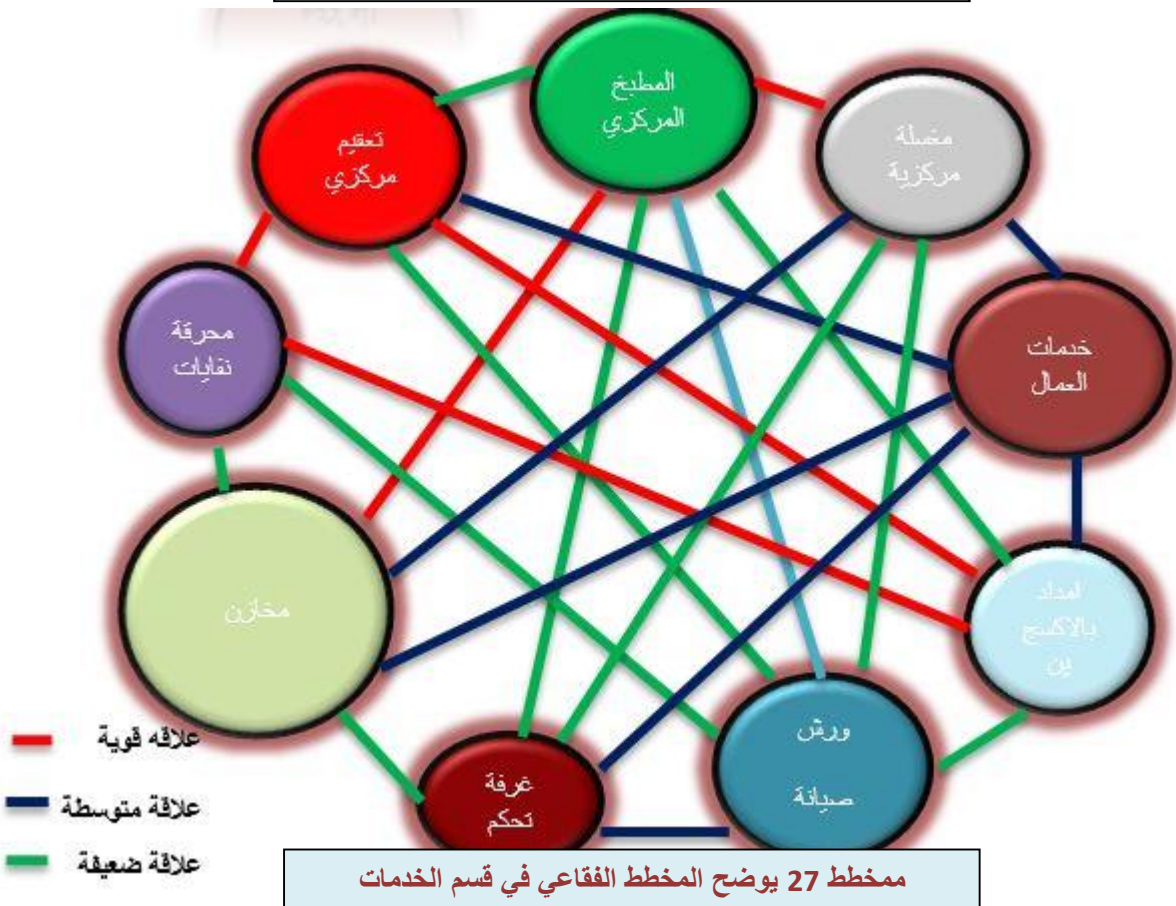 المطبخ
المركزي
تعقيم
مركزي
مغسلة
مركزية
محرقة
نفايات
خدمات
العمال
مخازن
امداد
بالاكسج
ين
ورش
صيانة
غرفة
تحكم
علاقه قوية
علاقة متوسطة
علاقة ضعيفة
ممخطط 27 يوضح المخطط الفقاعي في قسم الخدمات